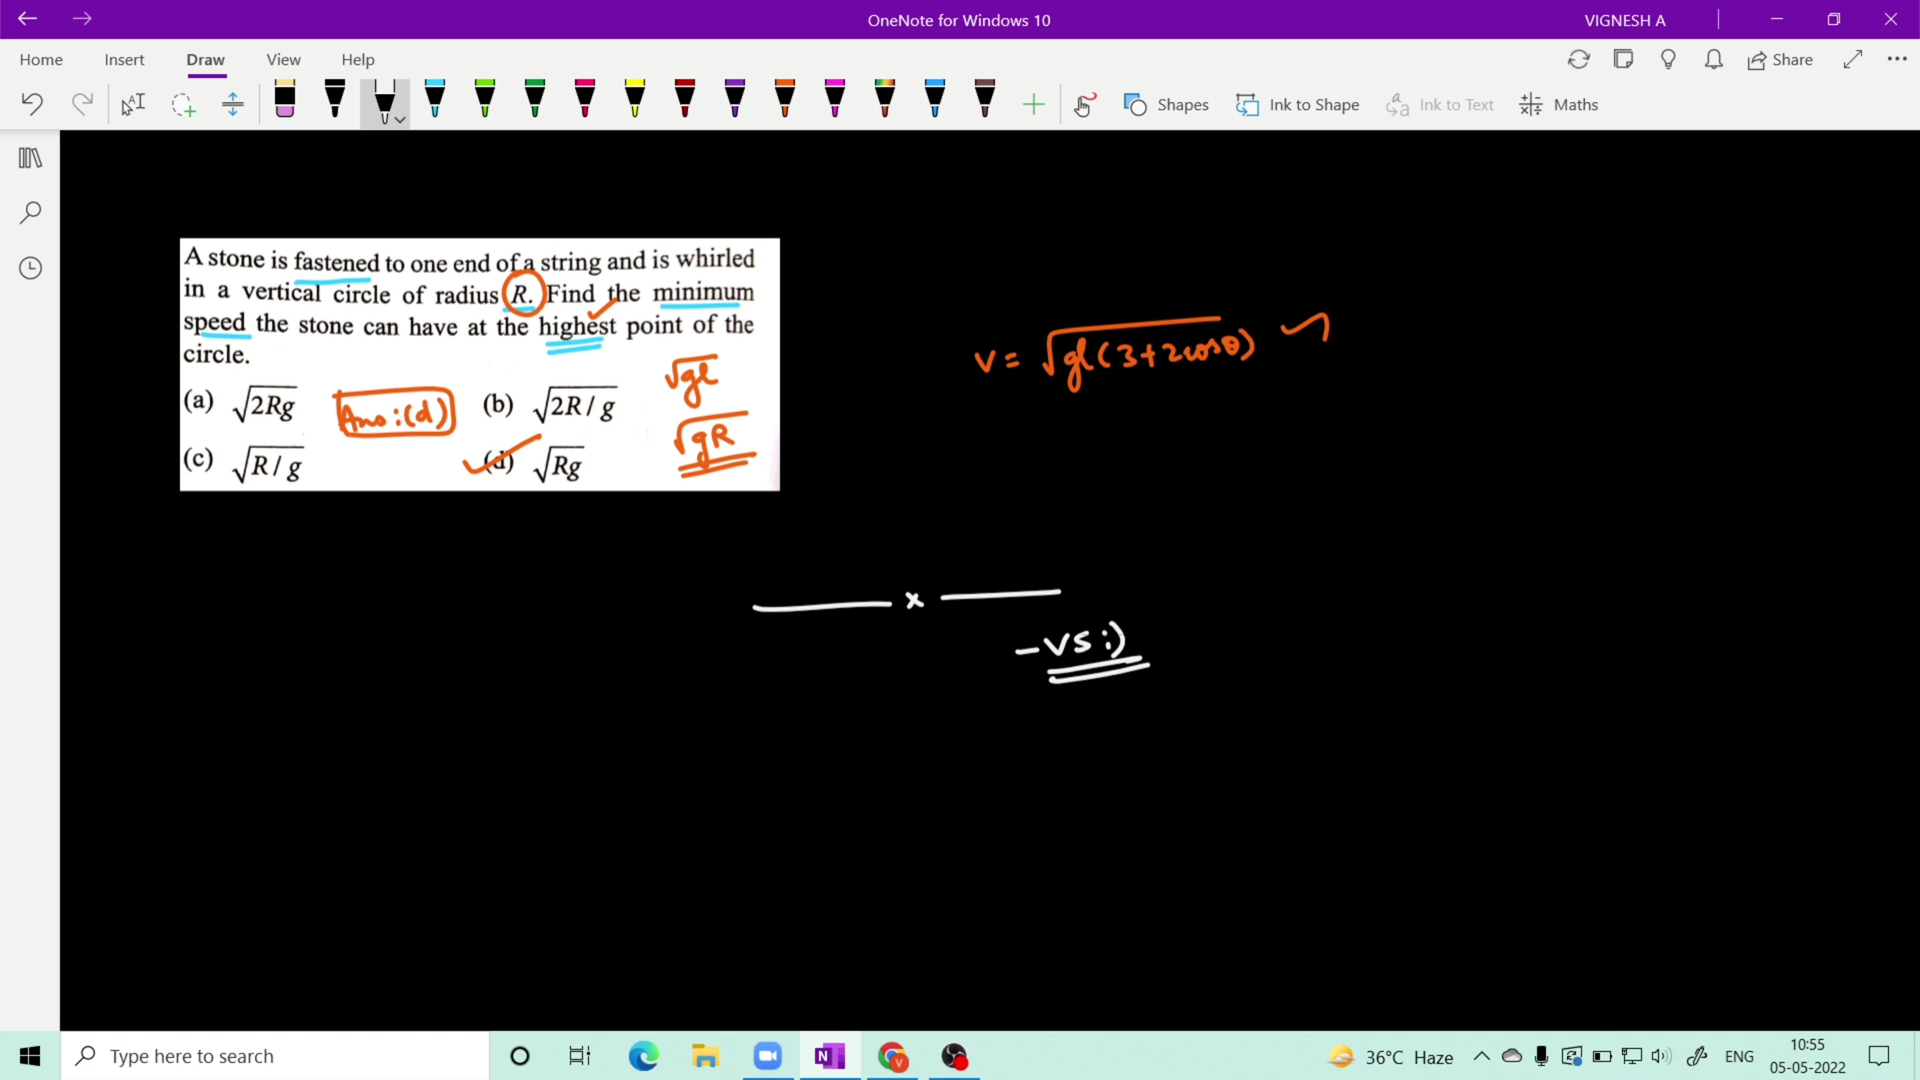 OneNote for Windows 10
VIGNESH A
Home Insert Draw View Help
Share
Shapes Ink to Shape Ink to Text Maths
A stone is fastened to one end of a string and is whirled
in a vertical circle of radius R. Find the minimum
speed the stone can have at the highest point of the
circle.
(a) √2Rg Ans:(d) (b) √2R/g
√gl
(c) √R/g (d) √Rg
√gR
v = √gl(3+2cosθ)
x
- VS :)
Type here to search
N
V
36°C Haze
ENG
10:55
05-05-2022